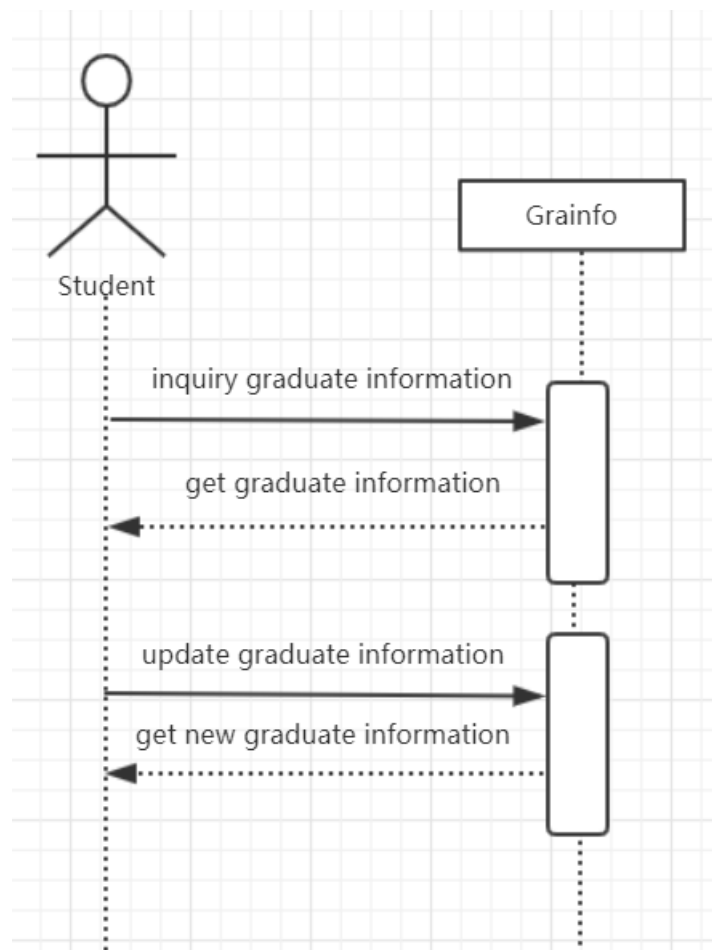 Grainfo
Student
inquiry graduate information
get graduate information
update graduate information
get new graduate information